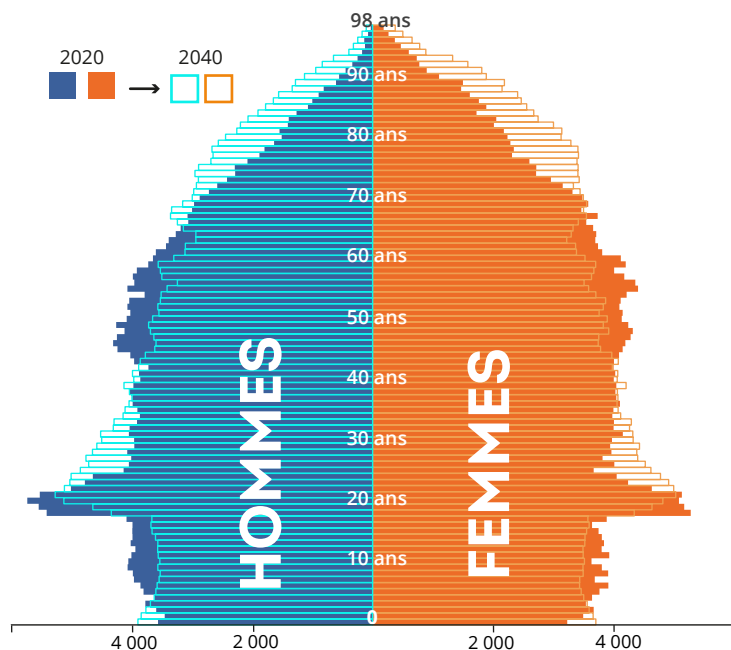 98 ans
2020
2040
90 ans
80 ans
70 ans
60 ans
50 ans
40 ans
30 ans
20 ans
10 ans
0
HOMMES
FEMMES
4 000
2 000
0
2 000
4 000